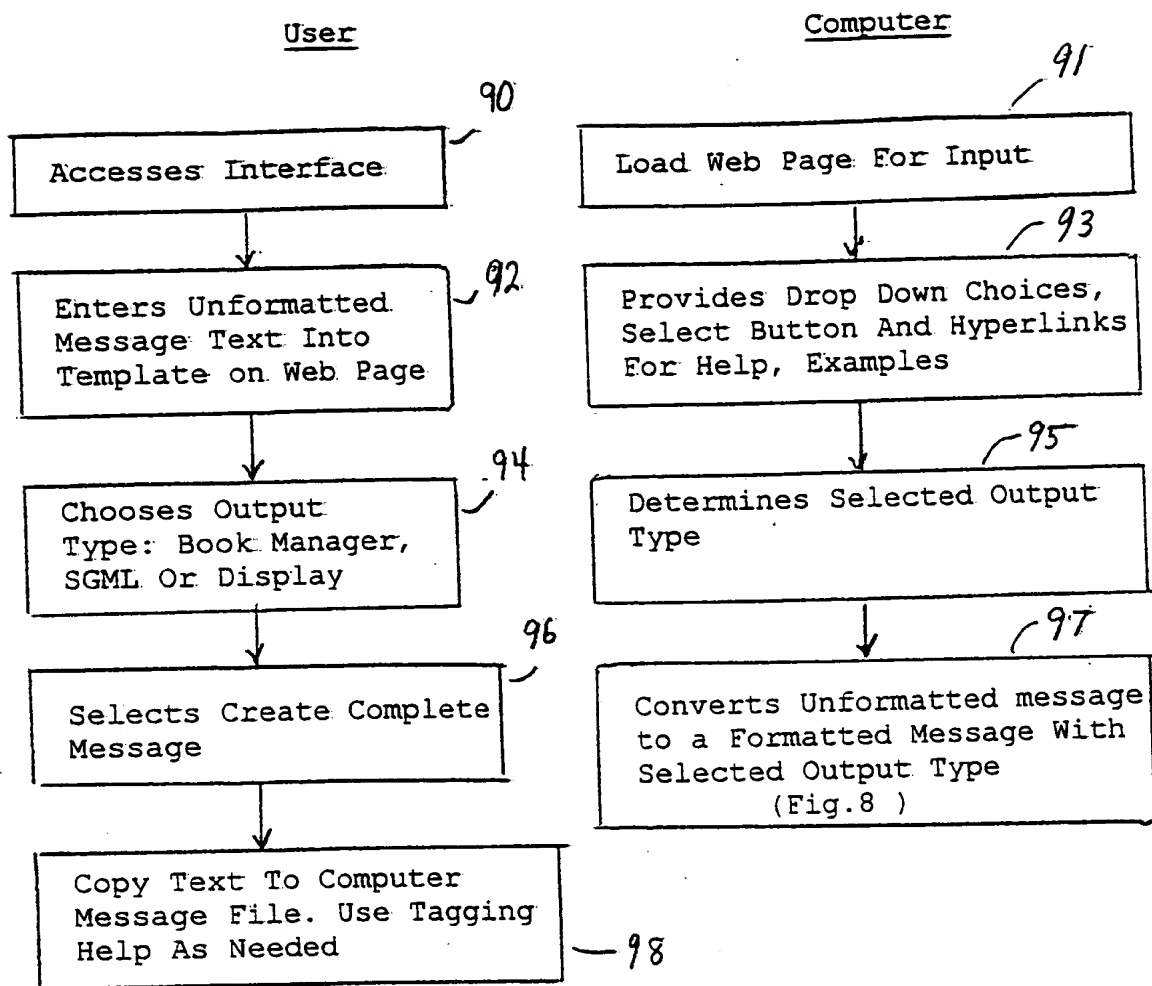 User
Computer
90
91
Accesses Interface
Load Web Page For Input
92
93
Enters Unformatted
Message Text Into
Template on Web Page
Provides Drop Down Choices,
Select Button And Hyperlinks
For Help, Examples
94
95
Chooses Output
Type: Book Manager,
SGML Or Display
Determines Selected Output
Type
96
97
Selects Create Complete
Message
Converts Unformatted message
to a Formatted Message With
Selected Output Type
(Fig.8 )
Copy Text To Computer
Message File. Use Tagging
Help As Needed
98